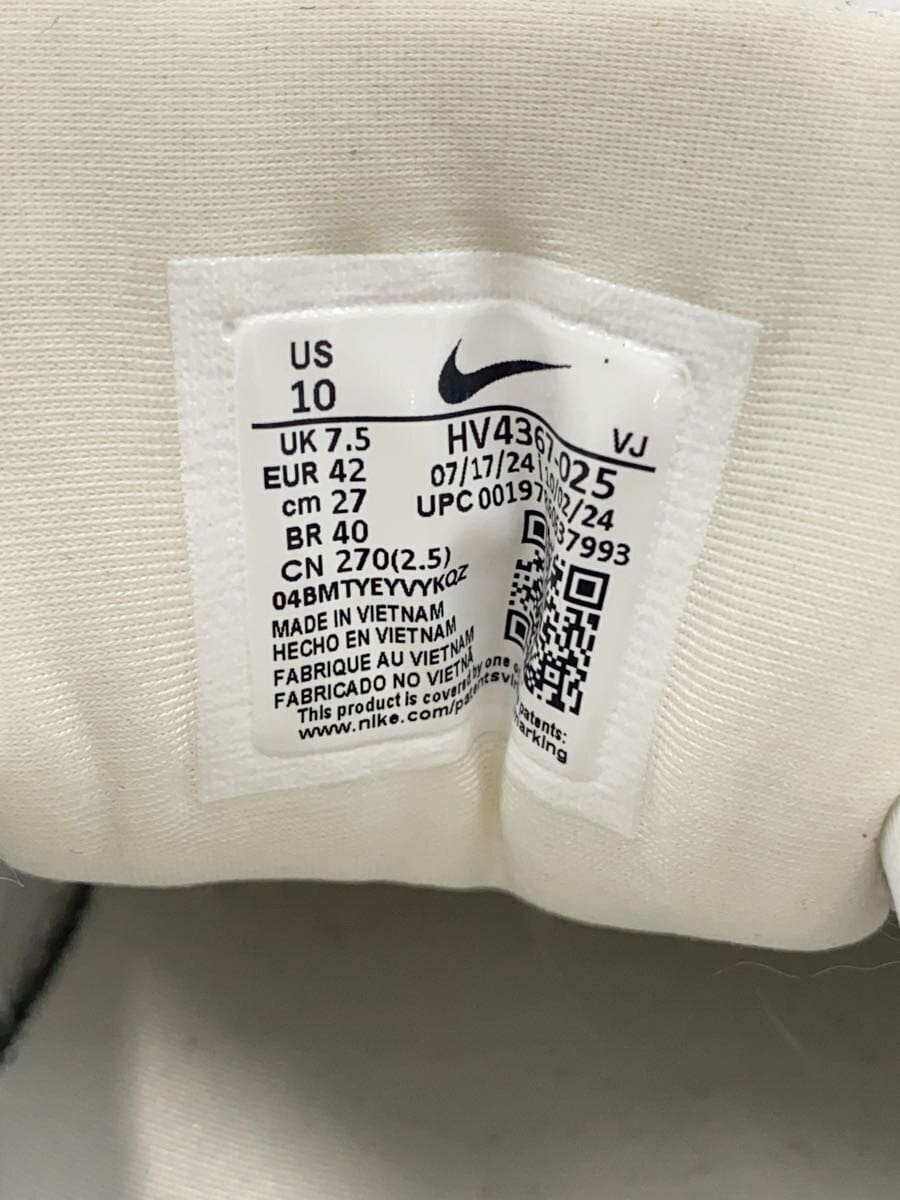 US
10
UK 7.5
EUR 42
cm 27
BR 40
CN 270(2.5)
04BMTYEYVYKQZ
MADE IN VIETNAM
HECHO EN VIETNAM
FABRIQUE AU VIETNAM
FABRICADO NO VIETNÃ
This product is covered by one patents:
www.nike.com/patents
VJ
HV4367-025
07/17/24 10/02/24
UPC